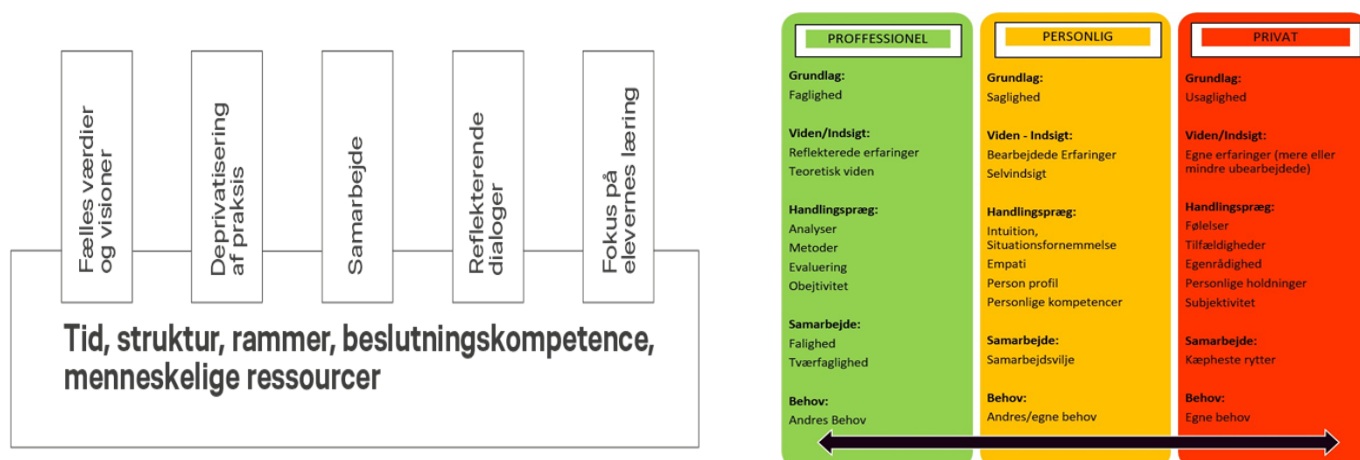 Fælles værdier
og visioner
Deprivatisering
af praksis
Samarbejde
Reflekterende
dialoger
Fokus på
elevernes læring
Tid, struktur, rammer, beslutningskompetence,
menneskelige ressourcer
PROFFESSIONEL
Grundlag:
Faglighed
Viden/Indsigt:
Reflekterede erfaringer
Teoretisk viden
Handlingspræg:
Analyser
Metoder
Evaluering
Obejtivitet
Samarbejde:
Falighed
Tværfaglighed
Behov:
Andres Behov
PERSONLIG
Grundlag:
Saglighed
Viden - Indsigt:
Bearbejdede Erfaringer
Selvindsigt
Handlingspræg:
Intuition,
Situationsfornemmelse
Empati
Person profil
Personlige kompetencer
Samarbejde:
Samarbejdsvilje
Behov:
Andres/egne behov
PRIVAT
Grundlag:
Usaglighed
Viden/Indsigt:
Egne erfaringer (mere eller
mindre ubearbejdede)
Handlingspræg:
Følelser
Tilfældigheder
Egenrådighed
Personlige holdninger
Subjektivitet
Samarbejde:
Kæpheste rytter
Behov:
Egne behov